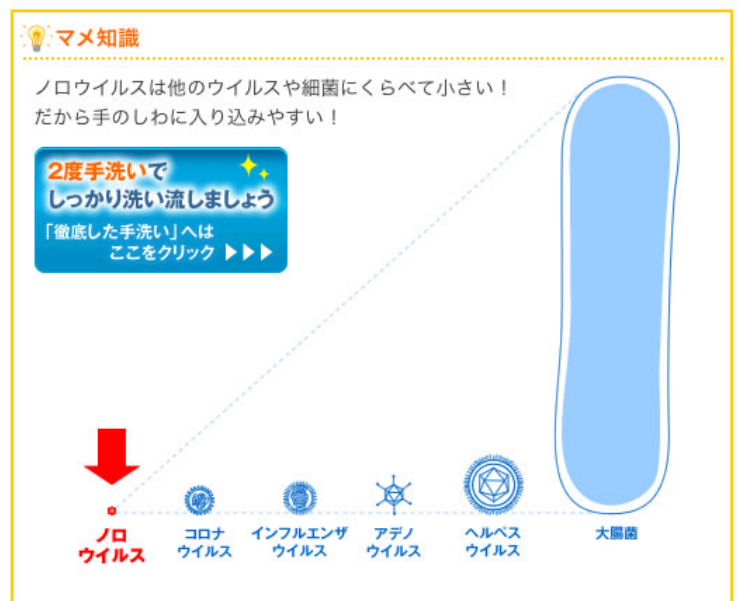 マメ知識
ノロウイルスは他のウイルスや細菌にくらべて小さい！
だから手のしわに入り込みやすい！
2度手洗いで
しっかり洗い流しましょう
「徹底した手洗い」へは
ここをクリック ▶▶▶
ノロ
ウイルス
コロナ
ウイルス
インフルエンザ
ウイルス
アデノ
ウイルス
ヘルペス
ウイルス
大腸菌